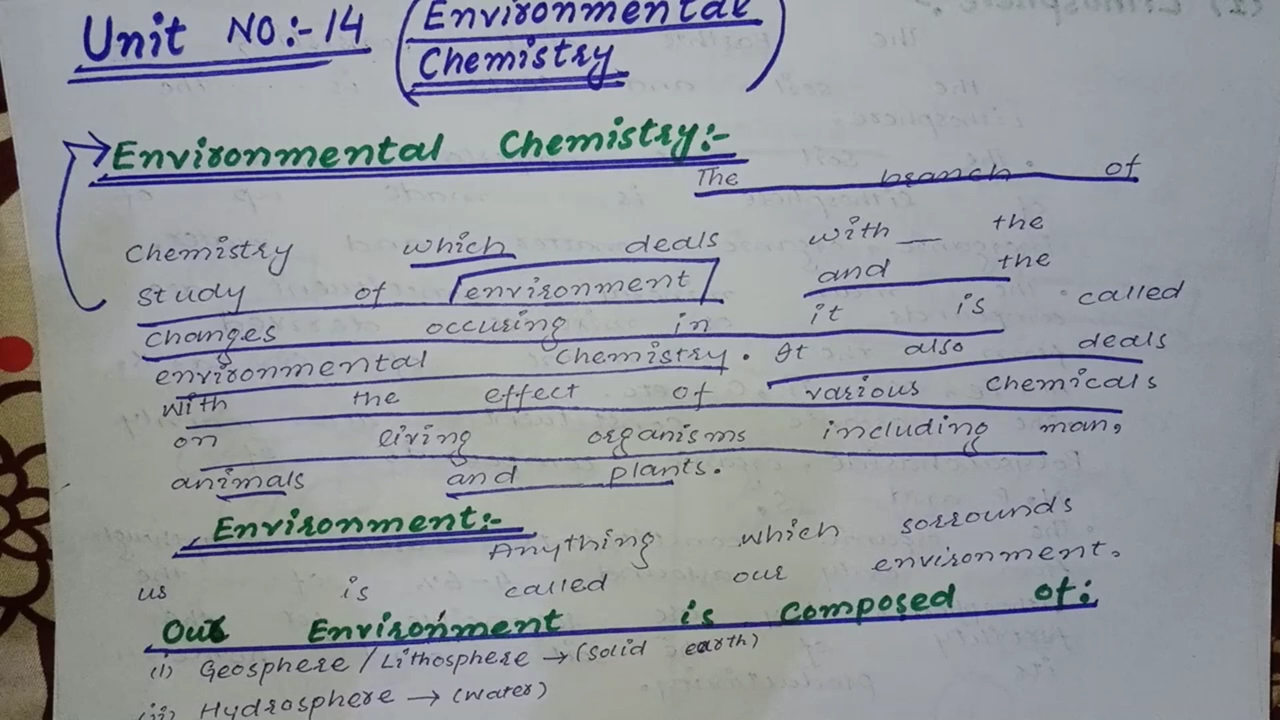 Unit NO:- 14 (Environmental
Chemistry)
Environmental Chemistry:-
The branch of
Chemistry which deals with the
study of environment and the
changes occuring in it is called
environmental chemistry. It also deals
with the effect of various chemicals
on living organisms including man,
animals and plants.
Environment:-
Anything which sorrounds
us is called our environment.
Our Environment is composed of:
(i) Geosphere / Lithosphere → (Solid earth)
(ii) Hydrosphere → (water)